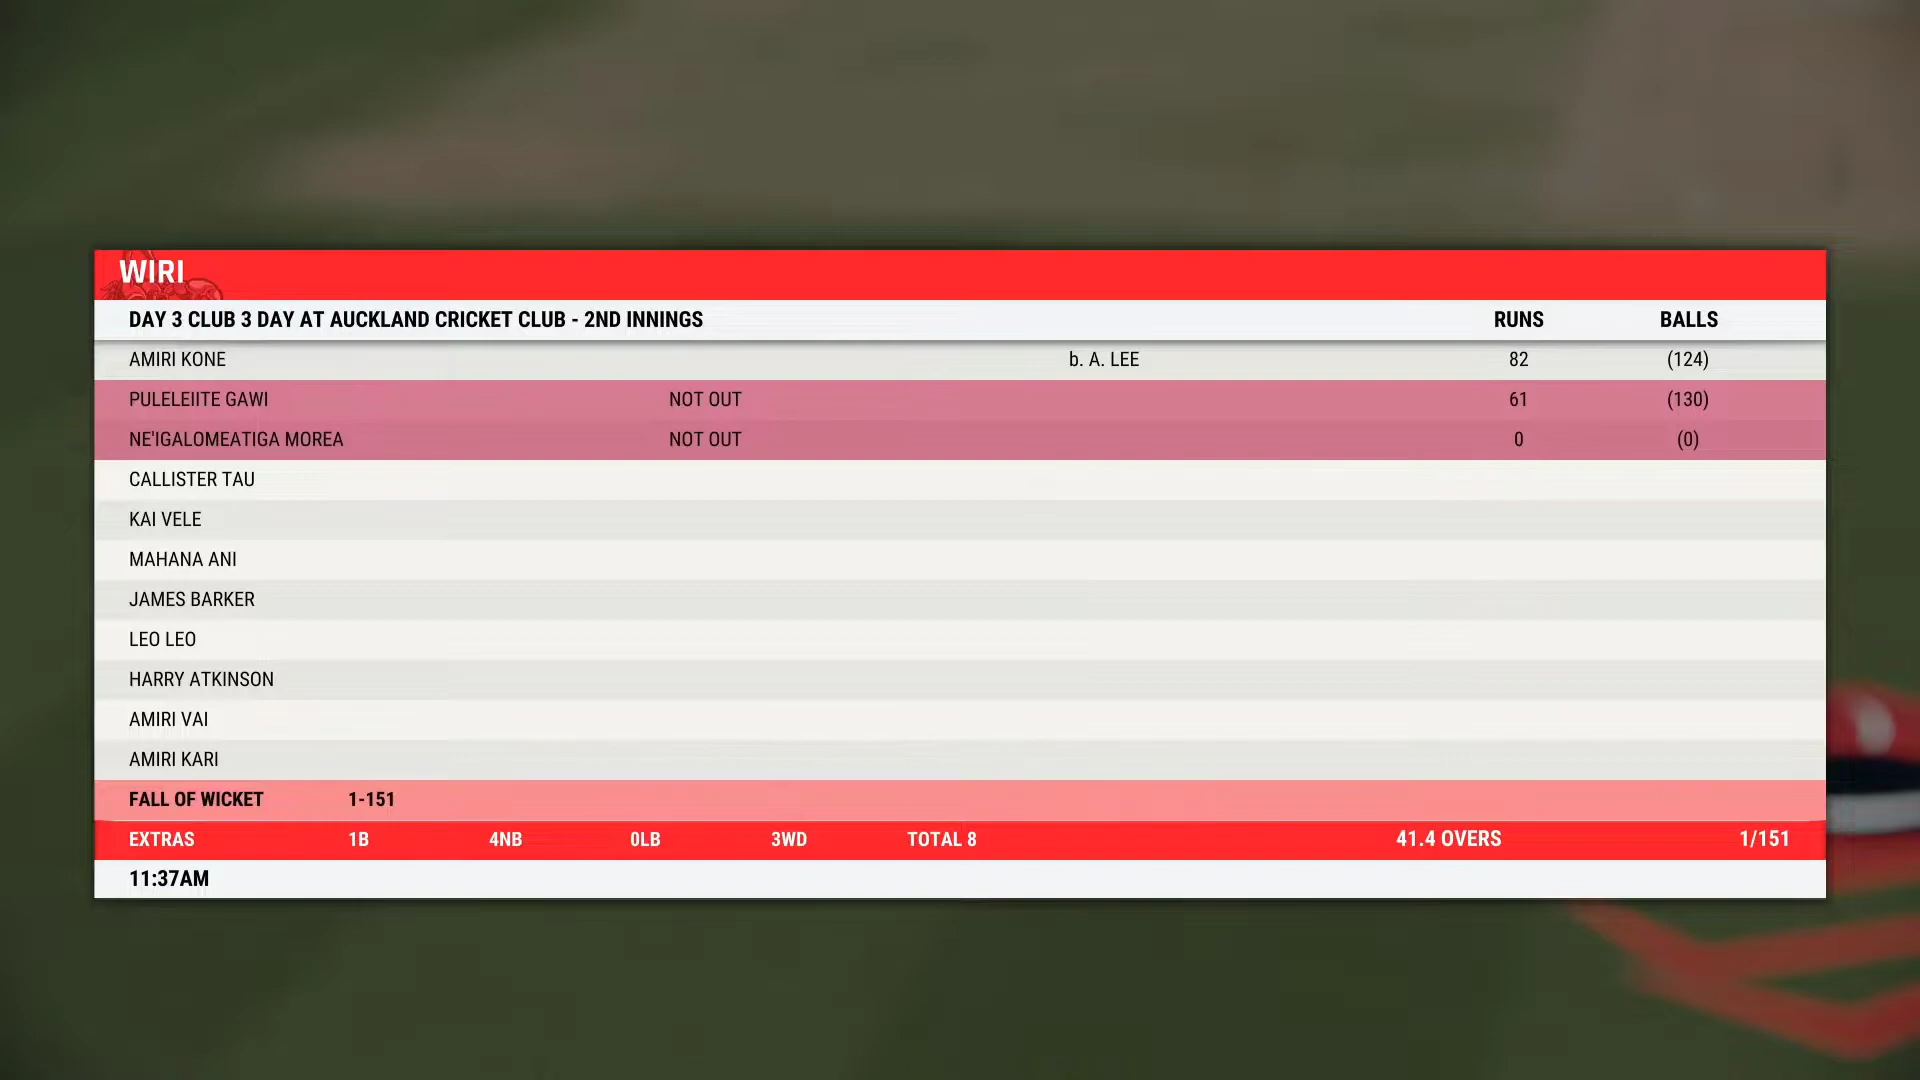 WIRI
DAY 3 CLUB 3 DAY AT AUCKLAND CRICKET CLUB - 2ND INNINGS RUNS BALLS
AMIRI KONE b. A. LEE 82 (124)
PULELEIITE GAWI NOT OUT 61 (130)
NE'IGALOMEATIGA MOREA NOT OUT 0 (0)
CALLISTER TAU
KAI VELE
MAHANA ANI
JAMES BARKER
LEO LEO
HARRY ATKINSON
AMIRI VAI
AMIRI KARI
FALL OF WICKET 1-151
EXTRAS 1B 4NB 0LB 3WD TOTAL 8 41.4 OVERS 1/151
11:37AM